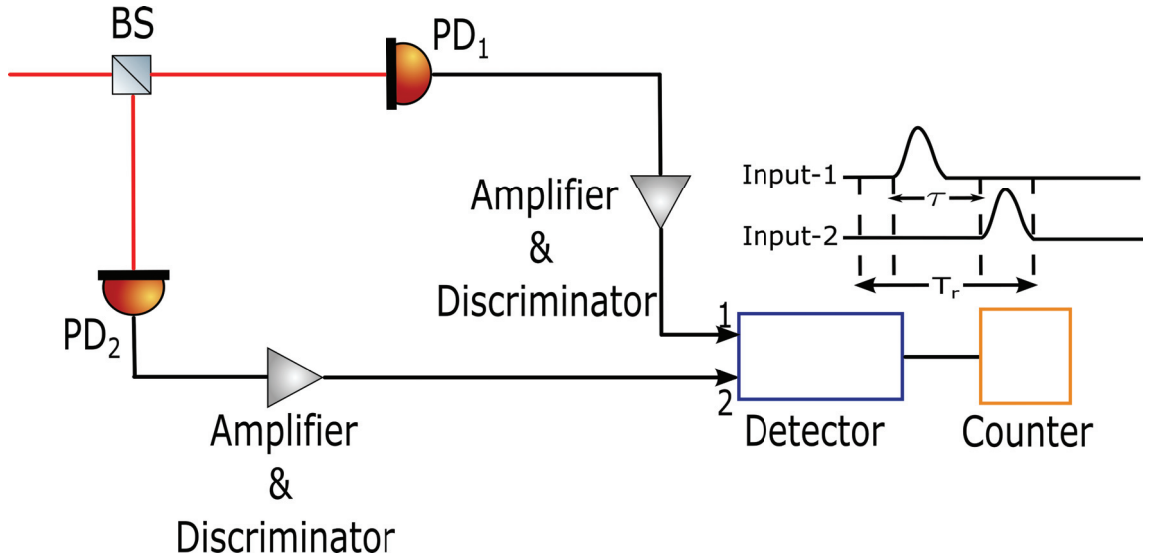 BS
PD₁
Input-1
τ
Input-2
Tᵣ
Amplifier
&
Discriminator
PD₂
1
2
Detector
Counter
Amplifier
&
Discriminator